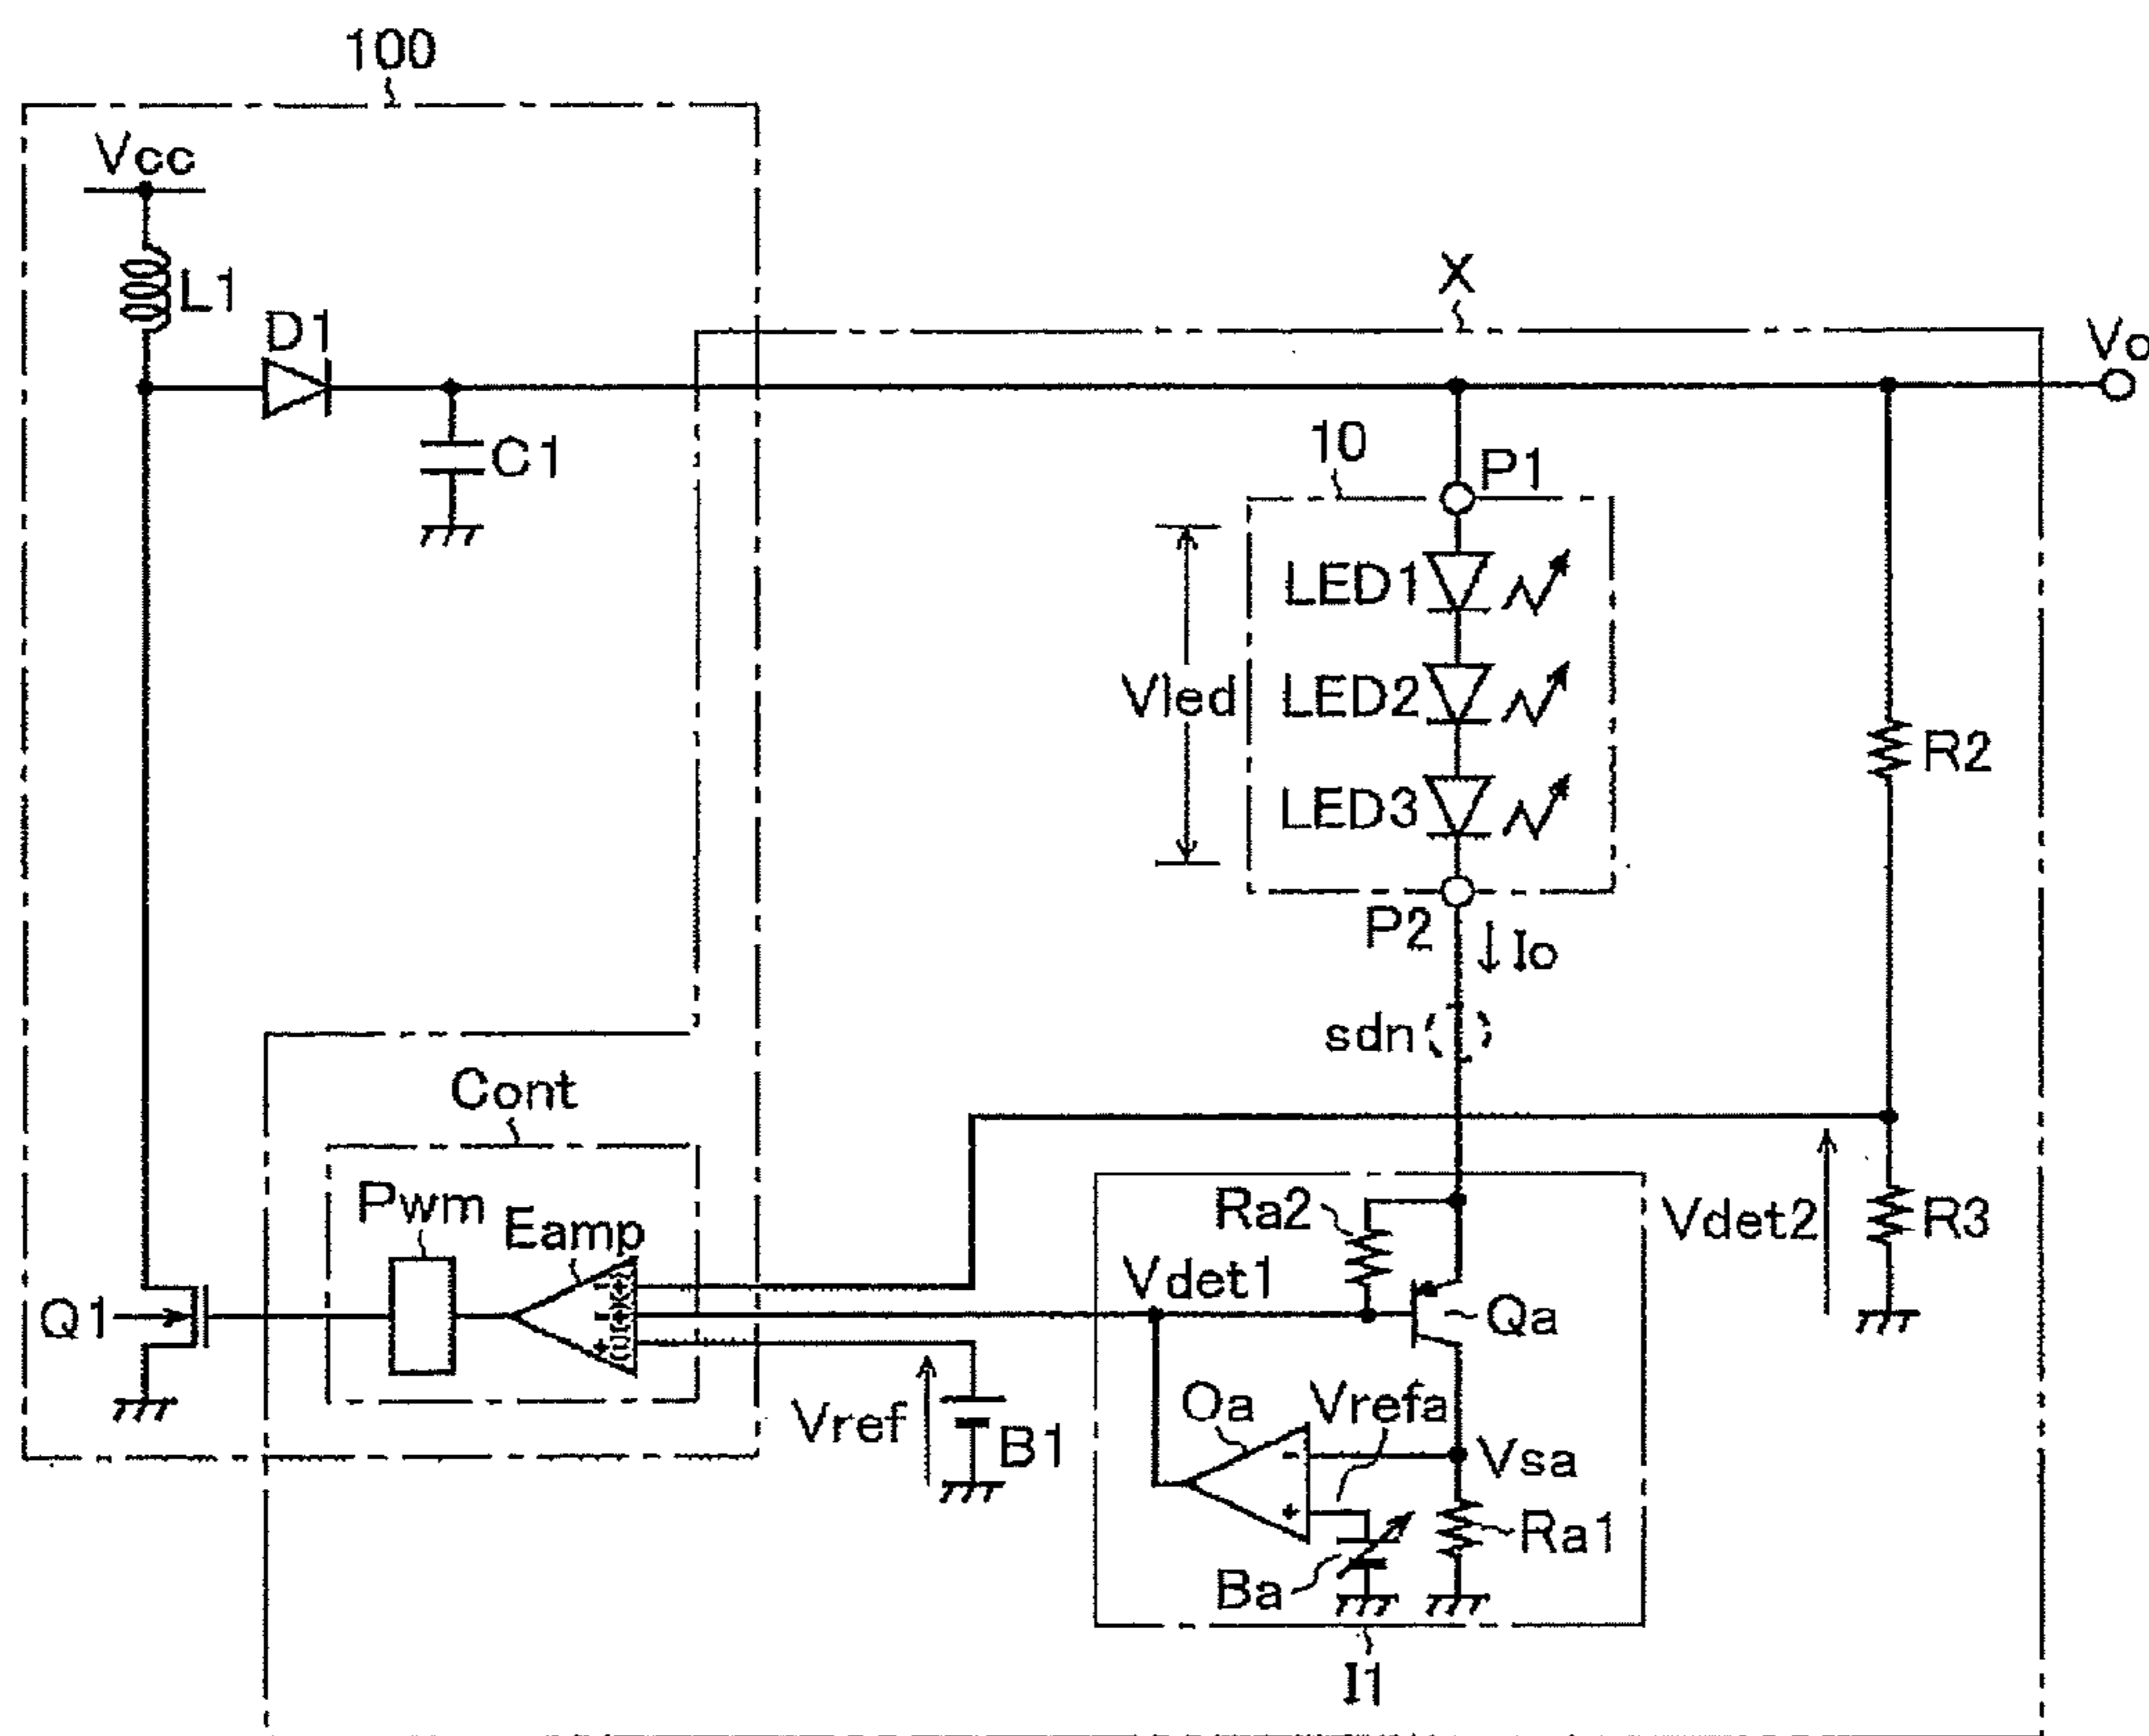 100
Vcc
L1
D1
C1
X
Vo
10
P1
LED1
Vled
LED2
LED3
R2
P2
Io
sdn
Cont
Pwm
Eamp
Ra2
Vdet1
Vdet2
R3
Q1
Qa
Vref
B1
Oa
Vrefa
Vsa
Ra1
Ba
I1